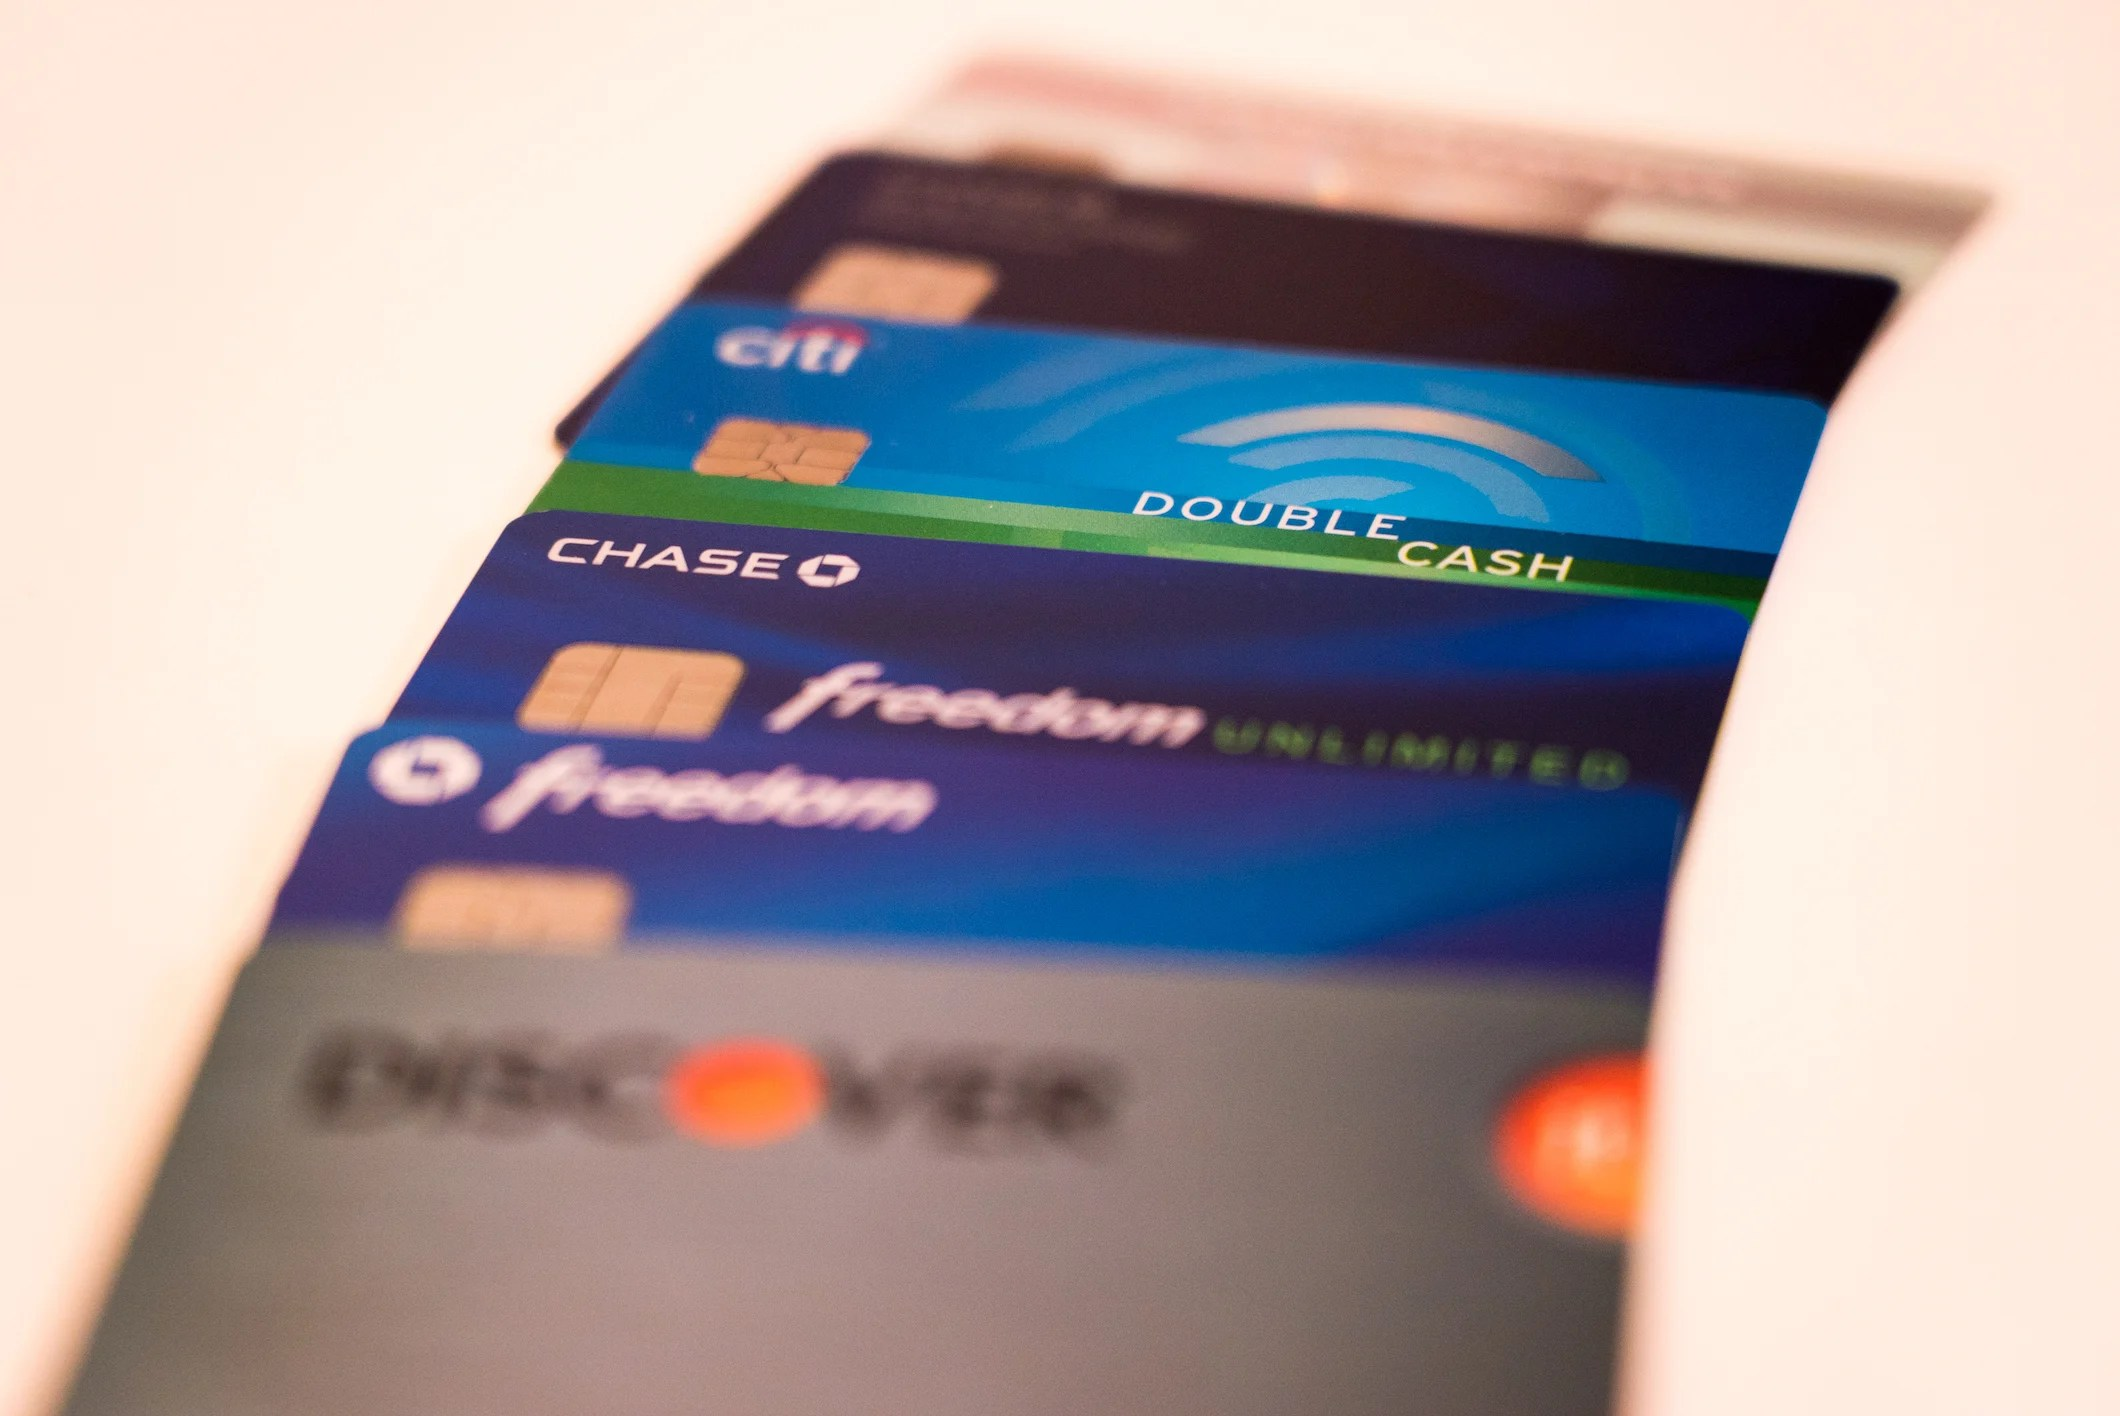 citi
DOUBLE
CASH
CHASE
freedom UNLIMITED
freedom
DISCOVER